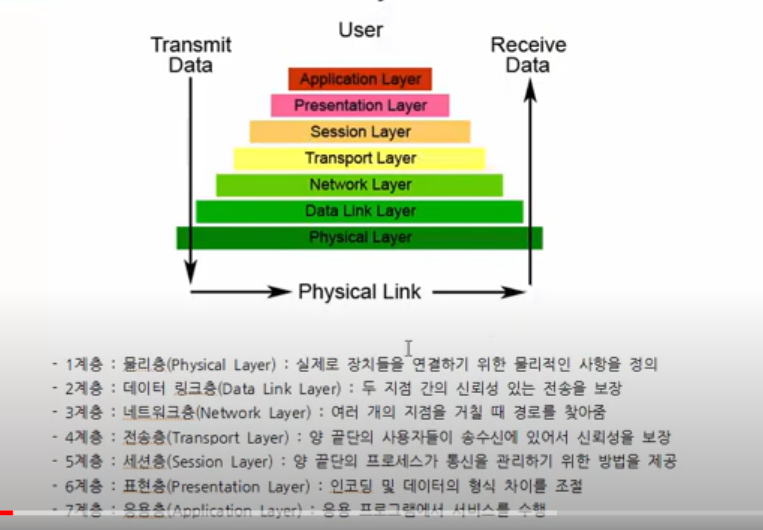 User
Transmit
Data
Receive
Data
Application Layer
Presentation Layer
Session Layer
Transport Layer
Network Layer
Data Link Layer
Physical Layer
Physical Link
- 1계층 : 물리층(Physical Layer) : 실제로 장치들을 연결하기 위한 물리적인 사항을 정의
- 2계층 : 데이터 링크층(Data Link Layer) : 두 지점 간의 신뢰성 있는 전송을 보장
- 3계층 : 네트워크층(Network Layer) : 여러 개의 지점을 거칠 때 경로를 찾아줌
- 4계층 : 전송층(Transport Layer) : 양 끝단의 사용자들이 송수신에 있어서 신뢰성을 보장
- 5계층 : 세션층(Session Layer) : 양 끝단의 프로세스가 통신을 관리하기 위한 방법을 제공
- 6계층 : 표현층(Presentation Layer) : 인코딩 및 데이터의 형식 차이를 조절
- 7계층 : 응용층(Application Layer) : 응용 프로그램에서 서비스를 수행